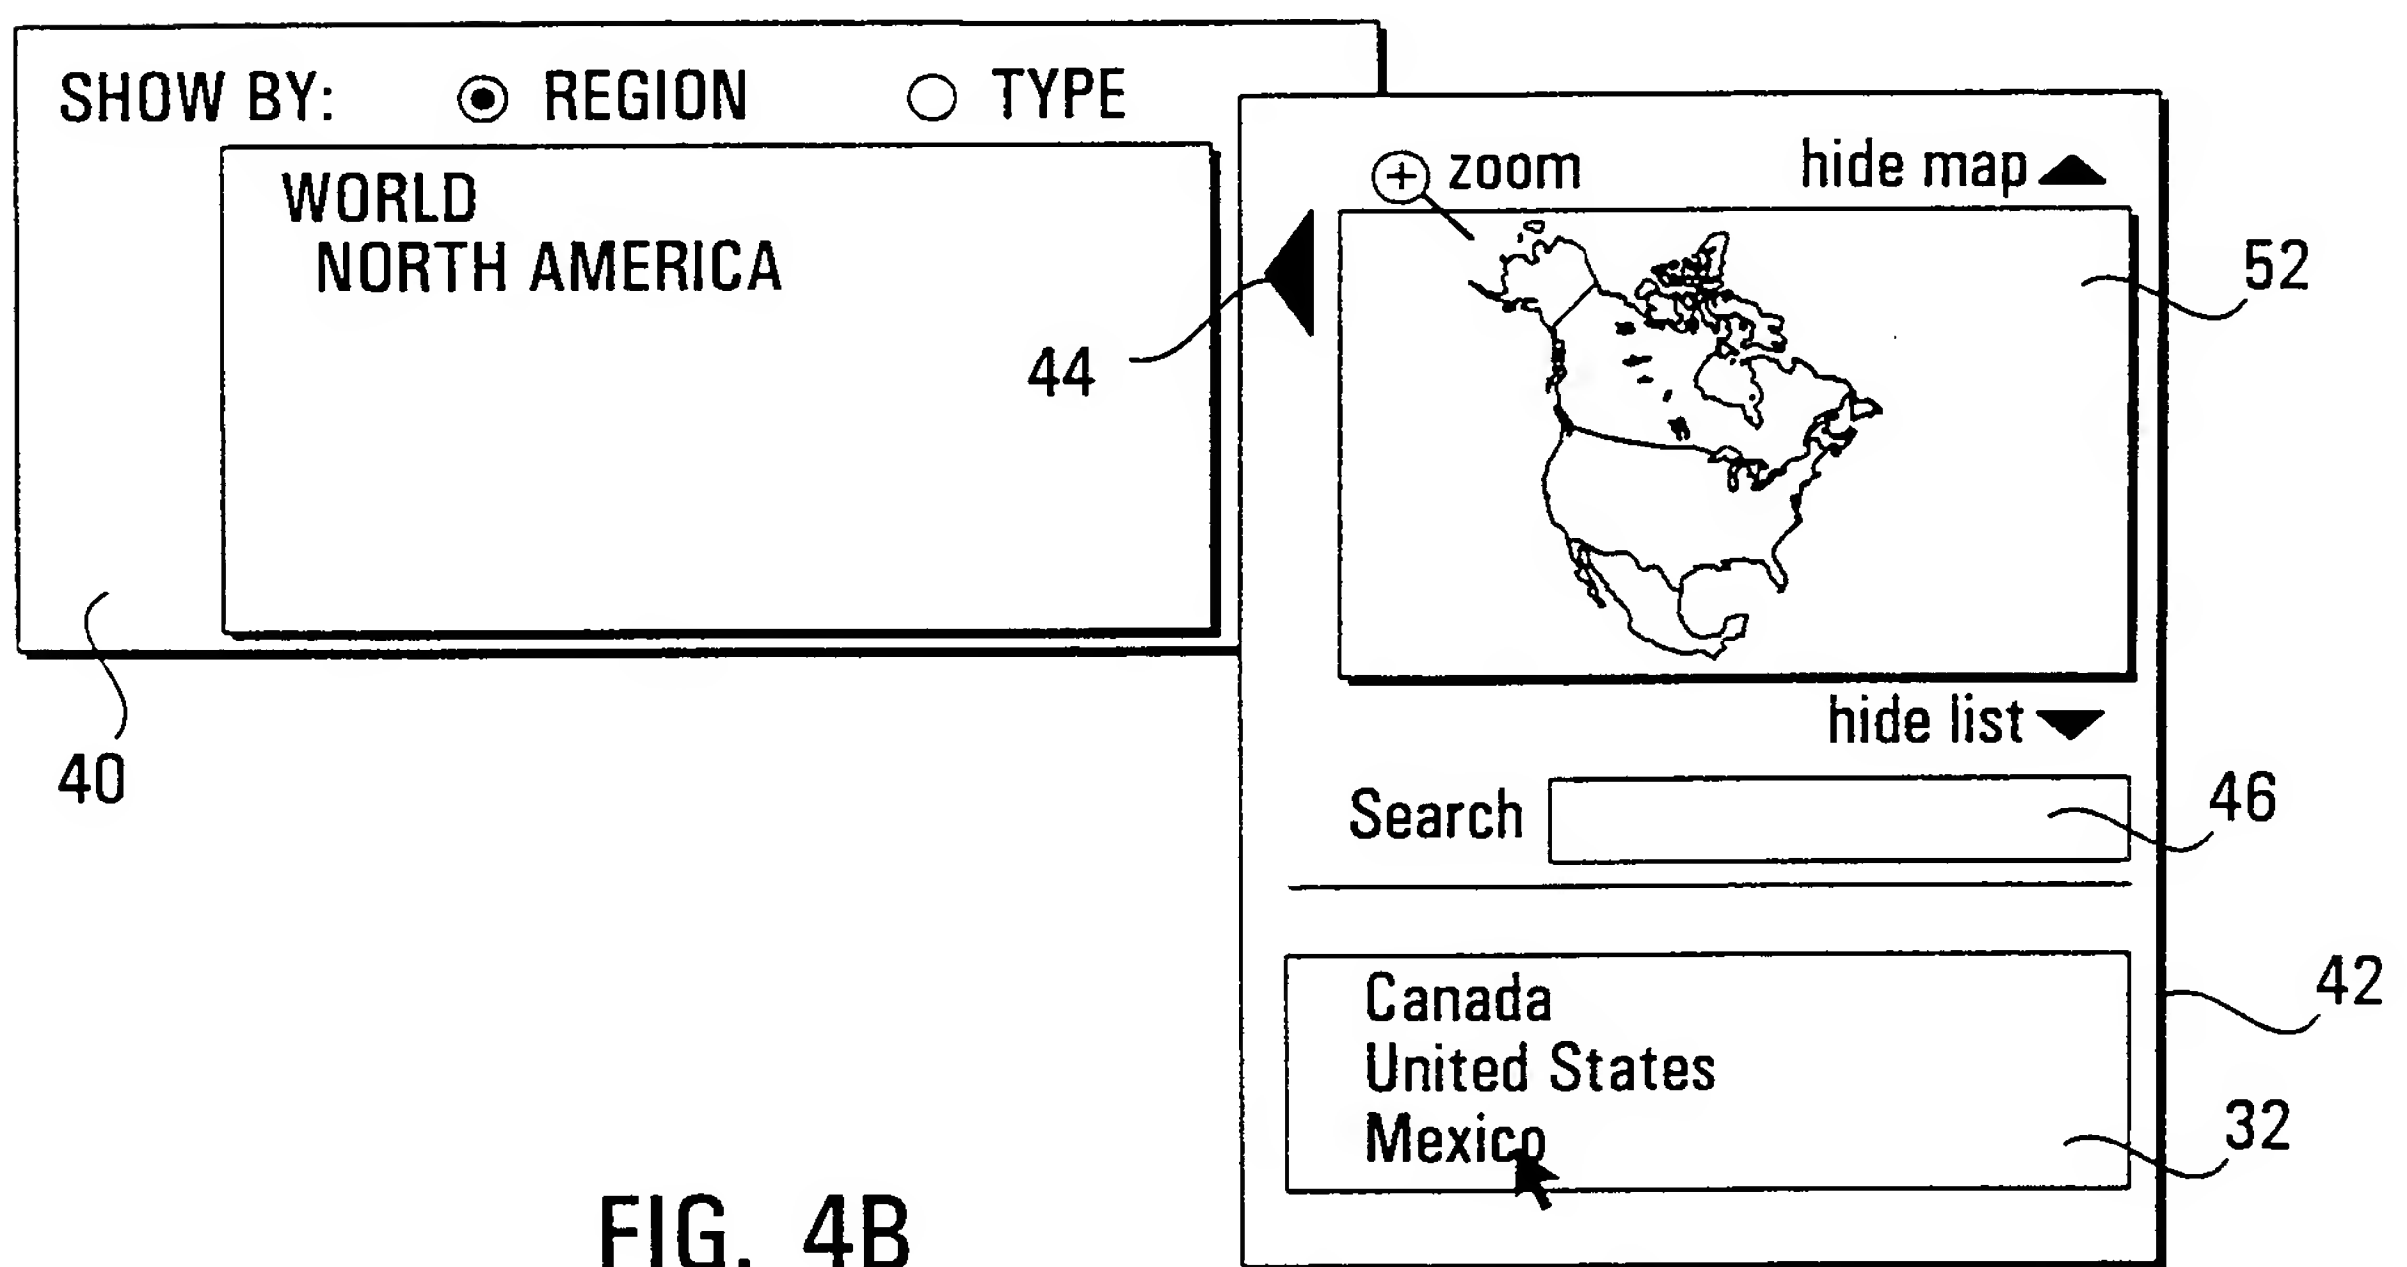 SHOW BY: REGION TYPE
WORLD
NORTH AMERICA
44
40
zoom hide map
52
hide list
Search
46
42
Canada
United States
Mexico
32
FIG. 4B